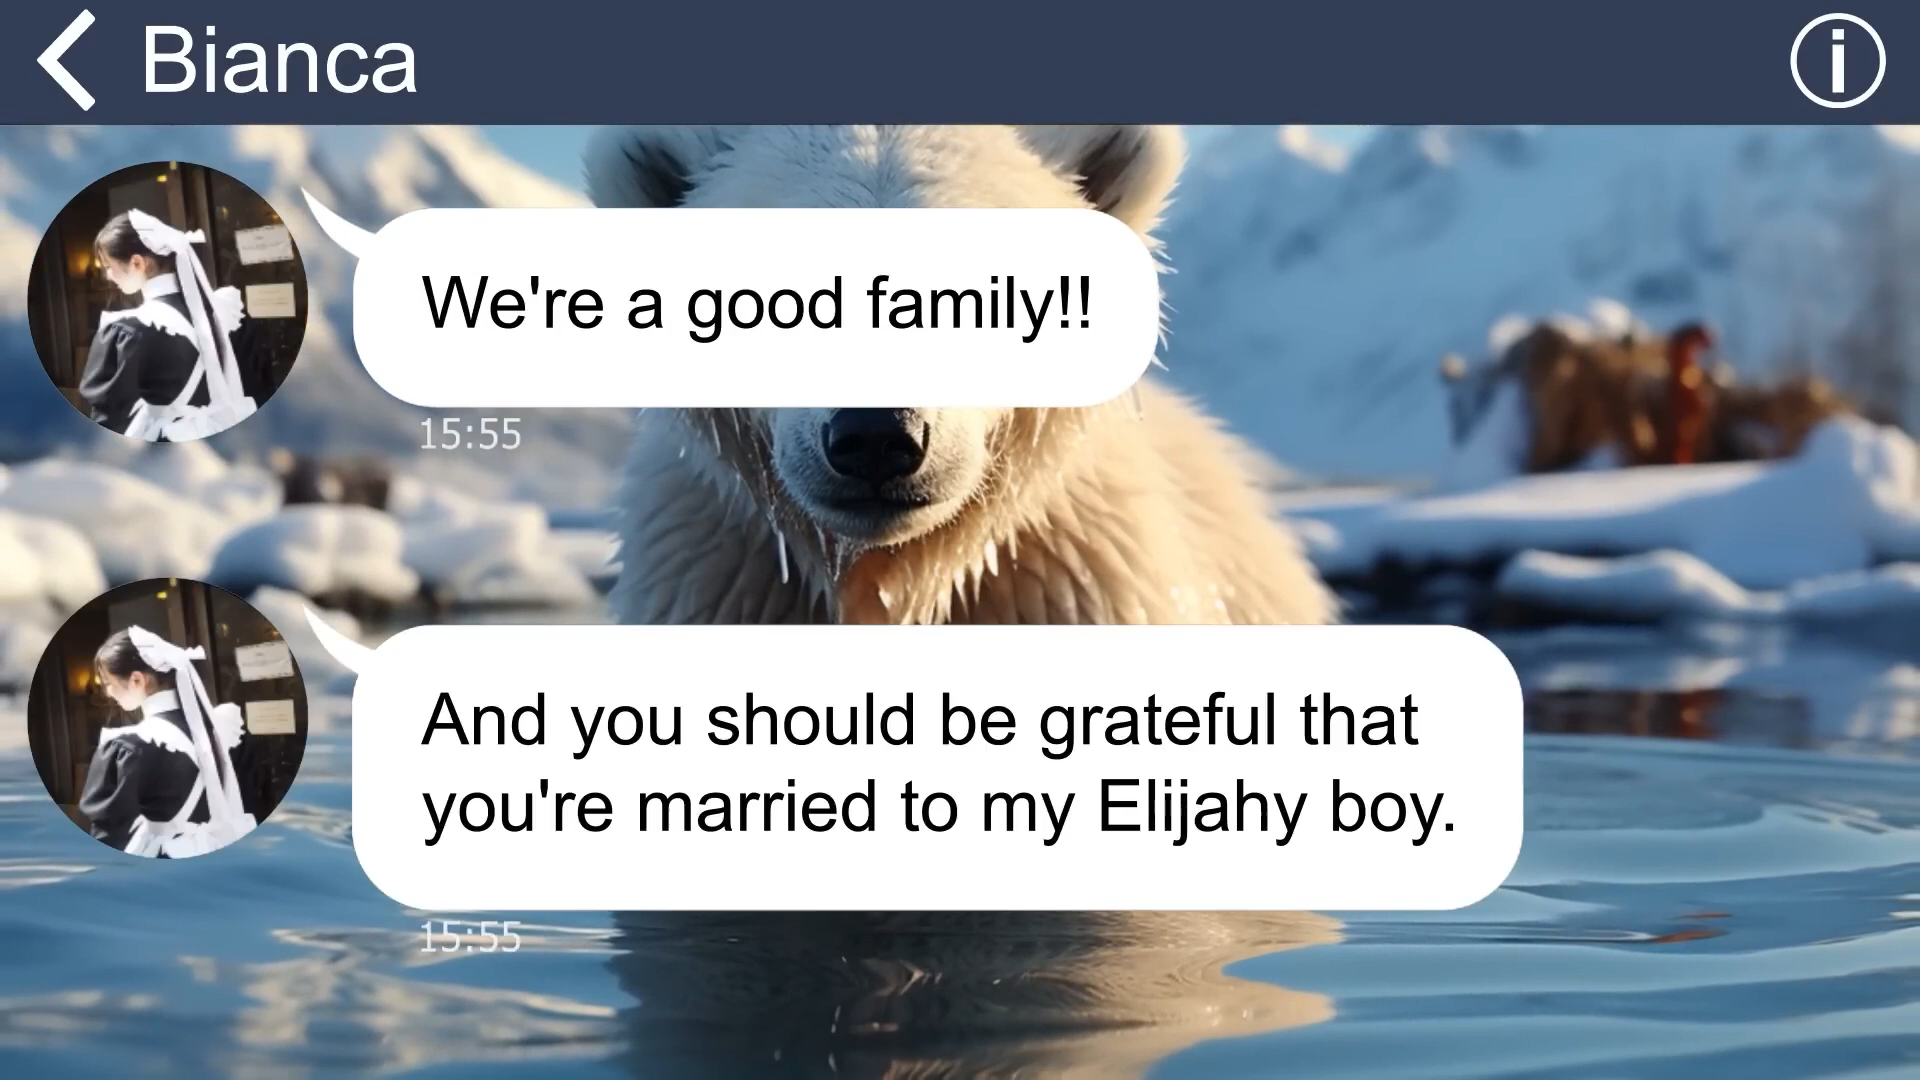 Bianca
We're a good family!!
15:55
And you should be grateful that
you're married to my Elijahy boy.
15:55